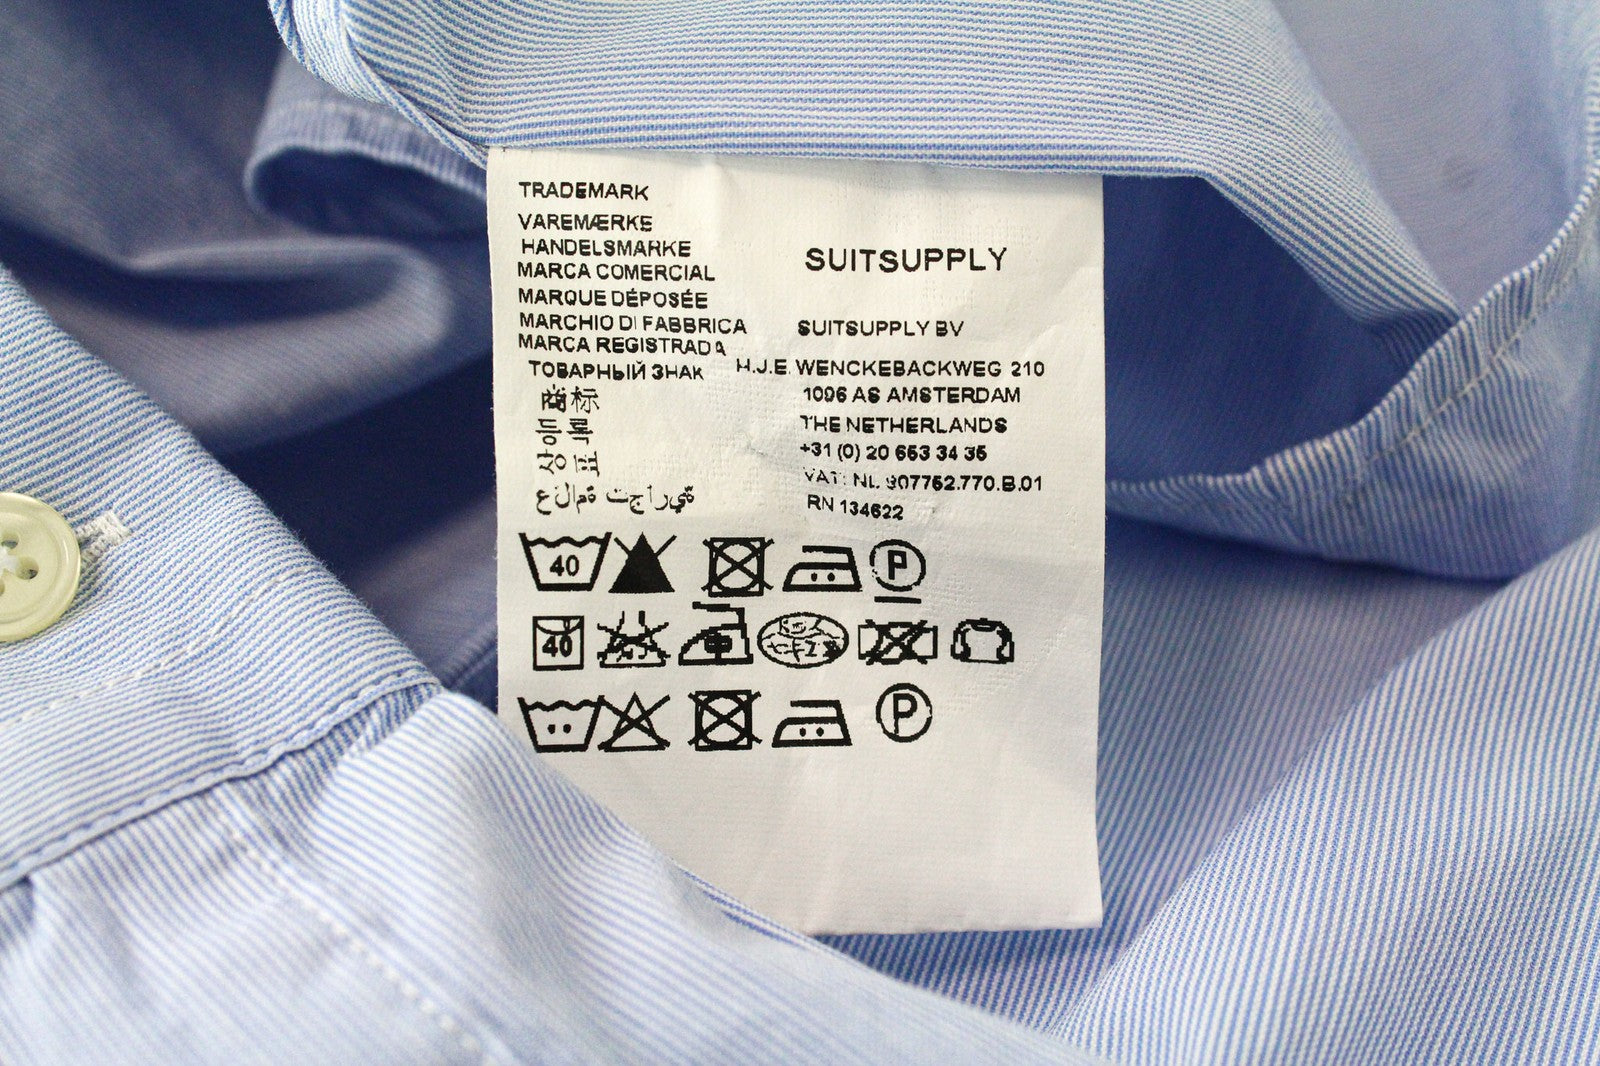 TRADEMARK
VAREMÆRKE
HANDELSMARKE
MARCA COMERCIAL
MARQUE DÉPOSÉE
MARCHIO DI FABBRICA
MARCA REGISTRADA
ТОВАРНЫЙ ЗНАК
商标
등록
상표
علامة تجارية
SUITSUPPLY
SUITSUPPLY BV
H.J.E. WENCKEBACKWEG 210
1096 AS AMSTERDAM
THE NETHERLANDS
+31 (0) 20 653 34 35
VAT: NL 807752.770.B.01
RN 134622
40
P
40
P